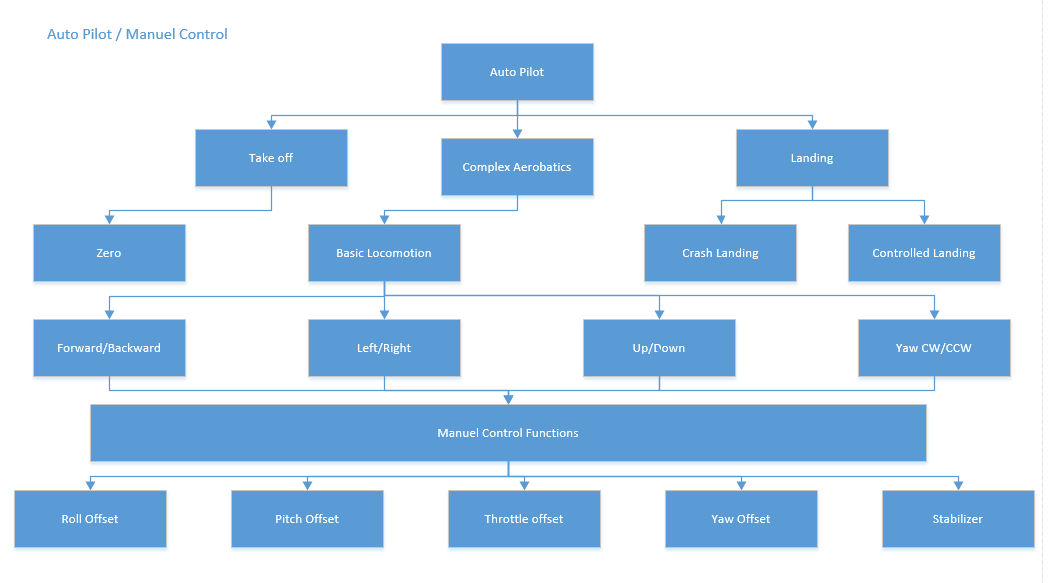 Auto Pilot / Manuel Control
Auto Pilot
Take off
Complex Aerobatics
Landing
Zero
Basic Locomotion
Crash Landing
Controlled Landing
Forward/Backward
Left/Right
Up/Down
Yaw CW/CCW
Manuel Control Functions
Roll Offset
Pitch Offset
Throttle offset
Yaw Offset
Stabilizer